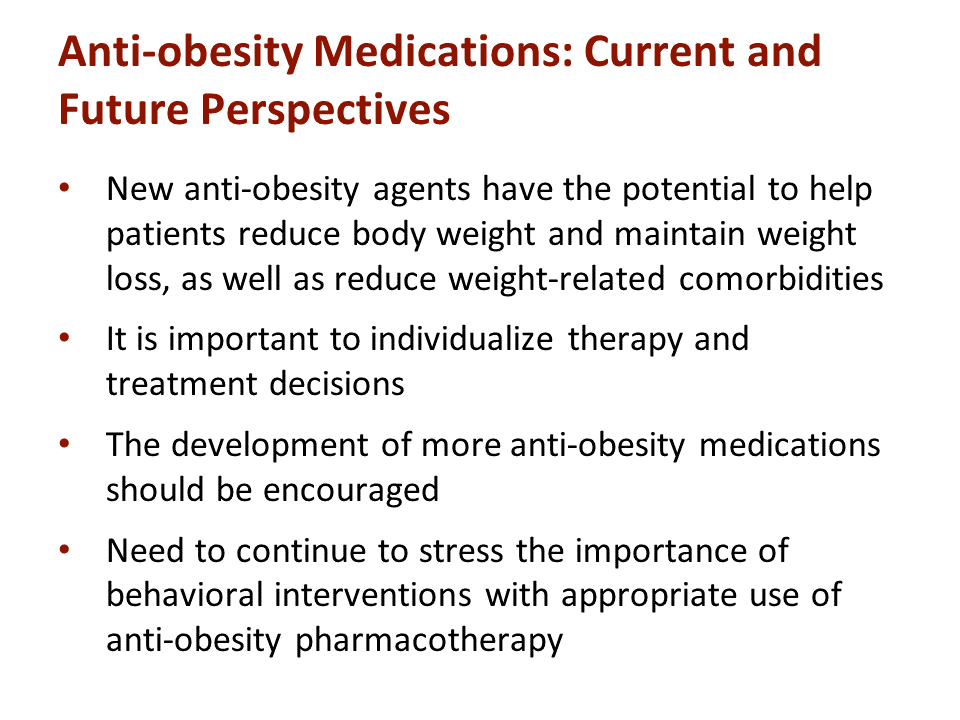 Anti-obesity Medications: Current and
Future Perspectives
• New anti-obesity agents have the potential to help
patients reduce body weight and maintain weight
loss, as well as reduce weight-related comorbidities
• It is important to individualize therapy and
treatment decisions
• The development of more anti-obesity medications
should be encouraged
• Need to continue to stress the importance of
behavioral interventions with appropriate use of
anti-obesity pharmacotherapy